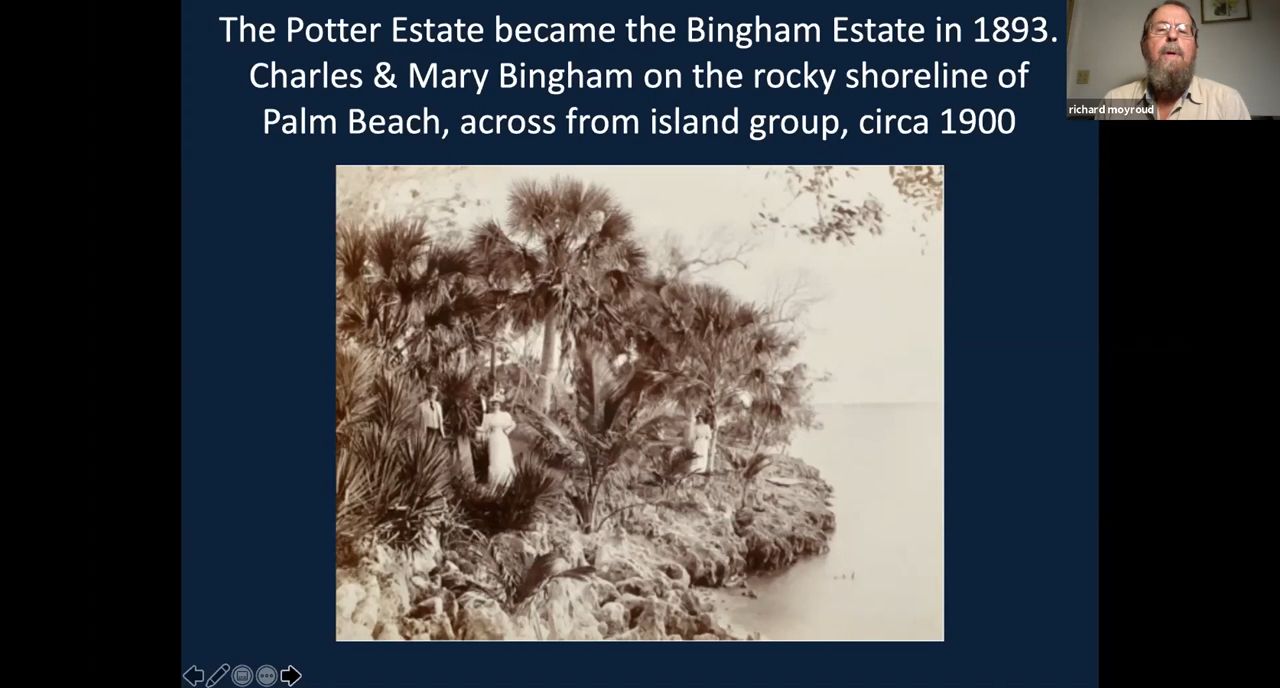 The Potter Estate became the Bingham Estate in 1893.
Charles & Mary Bingham on the rocky shoreline of
Palm Beach, across from island group, circa 1900
richard moyroud